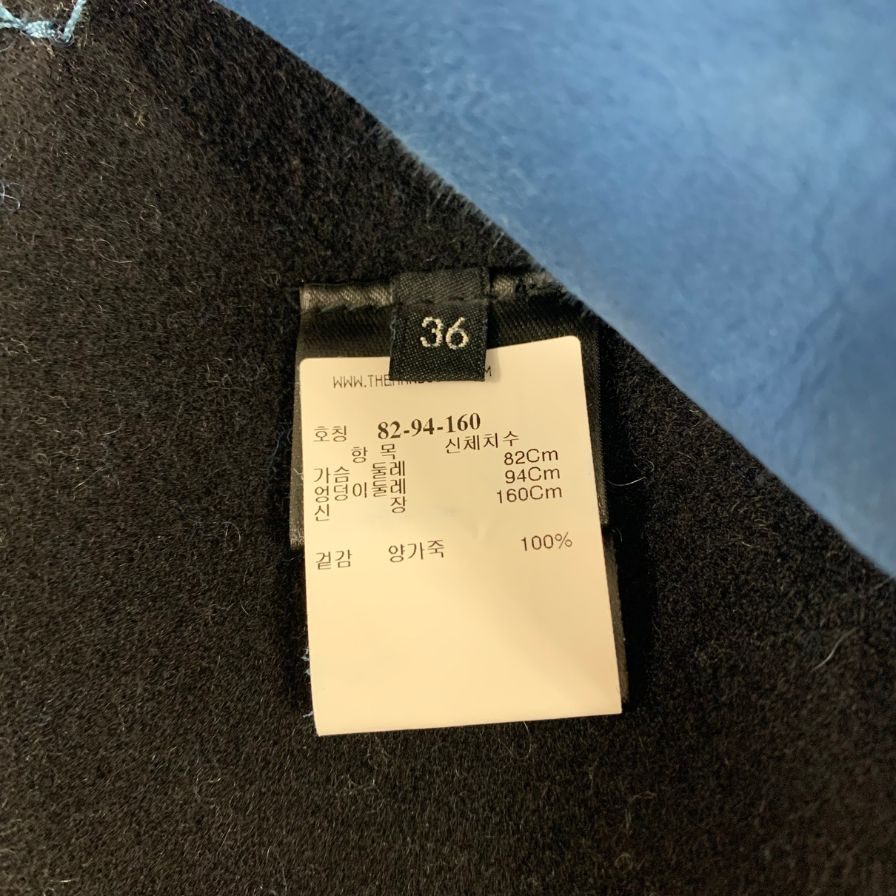 36
호칭 82-94-160
항 목 신체치수
가슴 둘레 82Cm
엉덩이둘레 94Cm
신 장 160Cm
겉감 양가죽 100%